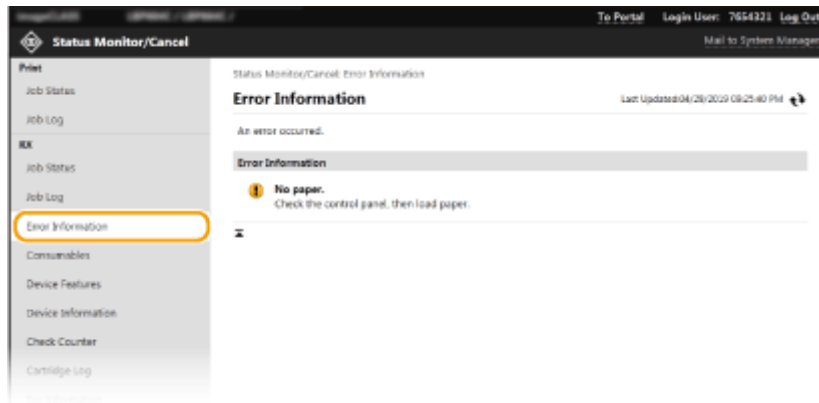 To Portal Login User: 7654321 Log Out
Status Monitor/Cancel
Mail to System Manager
Print
Job Status
Job Log
RX
Job Status
Job Log
Error Information
Consumables
Device Features
Device Information
Check Counter
Cartridge Log
Status Monitor/Cancel: Error Information
Error Information
Last Updated:04/29/2019 09:25:40 PM
An error occurred.
Error Information
No paper.
Check the control panel, then load paper.